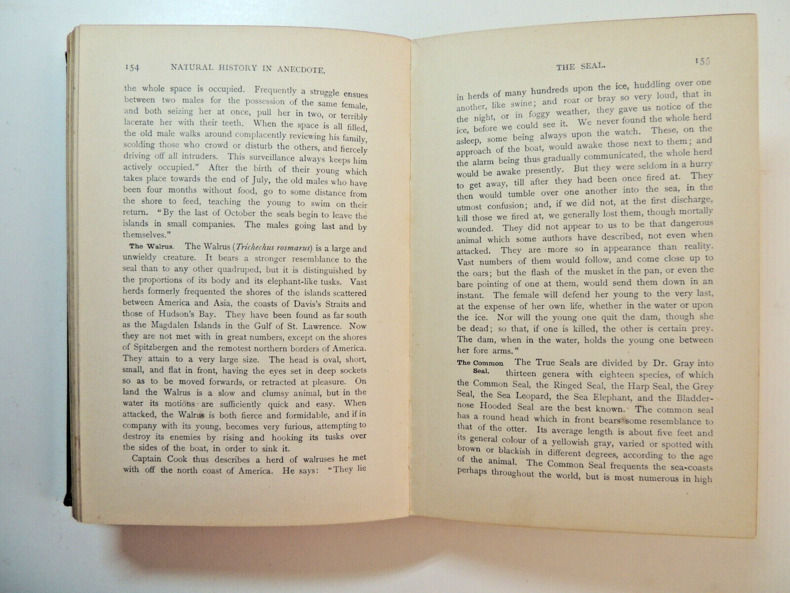 154 NATURAL HISTORY IN ANECDOTE.
the whole space is occupied. Frequently a struggle ensues
between two males for the possession of the same female,
and both seizing her at once, pull her in two, or terribly
lacerate her with their teeth. When the space is all filled,
the old male walks around complacently reviewing his family,
scolding those who crowd or disturb the others, and fiercely
driving off all intruders. This surveillance always keeps him
actively occupied." After the birth of their young which
takes place towards the end of July, the old males who have
been four months without food, go to some distance from
the shore to feed, teaching the young to swim on their
return. "By the last of October the seals begin to leave the
islands in small companies. The males going last and by
themselves."
The Walrus. The Walrus (Trichechus rosmarus) is a large and
unwieldy creature. It bears a stronger resemblance to the
seal than to any other quadruped, but it is distinguished by
the proportions of its body and its elephant-like tusks. Vast
herds formerly frequented the shores of the islands scattered
between America and Asia, the coasts of Davis's Straits and
those of Hudson's Bay. They have been found as far south
as the Magdalen Islands in the Gulf of St. Lawrence. Now
they are not met with in great numbers, except on the shores
of Spitzbergen and the remotest northern borders of America.
They attain to a very large size. The head is oval, short,
small, and flat in front, having the eyes set in deep sockets
so as to be moved forwards, or retracted at pleasure. On
land the Walrus is a slow and clumsy animal, but in the
water its motions are sufficiently quick and easy. When
attacked, the Walrus is both fierce and formidable, and if in
company with its young, becomes very furious, attempting to
destroy its enemies by rising and hooking its tusks over
the sides of the boat, in order to sink it.
Captain Cook thus describes a herd of walruses he met
with off the north coast of America. He says: "They lie
THE SEAL. 155
in herds of many hundreds upon the ice, huddling over one
another, like swine; and roar or bray so very loud, that in
the night, or in foggy weather, they gave us notice of the
ice, before we could see it. We never found the whole herd
asleep, some being always upon the watch. These, on the
approach of the boat, would awake those next to them; and
the alarm being thus gradually communicated, the whole herd
would be awake presently. But they were seldom in a hurry
to get away, till after they had been once fired at. They
then would tumble over one another into the sea, in the
utmost confusion; and, if we did not, at the first discharge,
kill those we fired at, we generally lost them, though mortally
wounded. They did not appear to us to be that dangerous
animal which some authors have described, not even when
attacked. They are more so in appearance than reality.
Vast numbers of them would follow, and come close up to
the oars; but the flash of the musket in the pan, or even the
bare pointing of one at them, would send them down in an
instant. The female will defend her young to the very last,
at the expense of her own life, whether in the water or upon
the ice. Nor will the young one quit the dam, though she
be dead; so that, if one is killed, the other is certain prey.
The dam, when in the water, holds the young one between
her fore arms."
The Common Seal. The True Seals are divided by Dr. Gray into
thirteen genera with eighteen species, of which
the Common Seal, the Ringed Seal, the Harp Seal, the Grey
Seal, the Sea Leopard, the Sea Elephant, and the Bladder-
nose Hooded Seal are the best known. The common seal
has a round head which in front bears some resemblance to
that of the otter. Its average length is about five feet and
its general colour of a yellowish gray, varied or spotted with
brown or blackish in different degrees, according to the age
of the animal. The Common Seal frequents the sea-coasts
perhaps throughout the world, but is most numerous in high